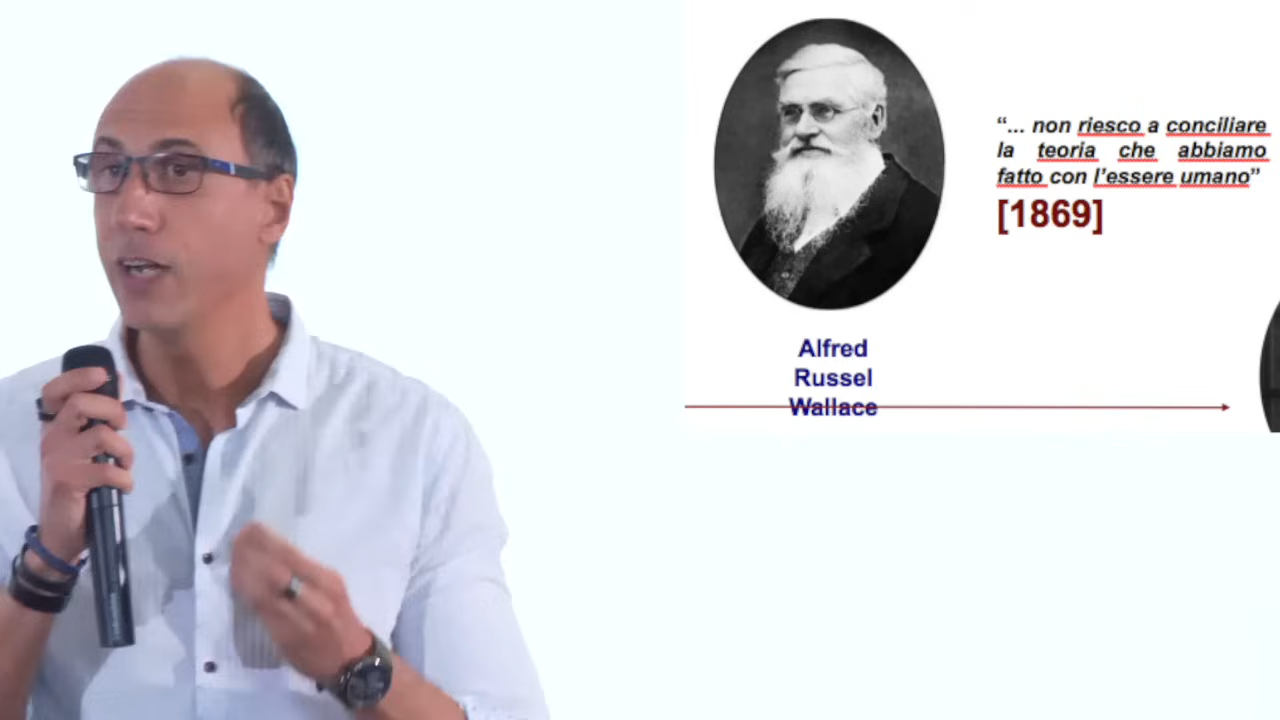 “... non riesco a conciliare
la teoria che abbiamo
fatto con l’essere umano”
[1869]
Alfred
Russel
Wallace